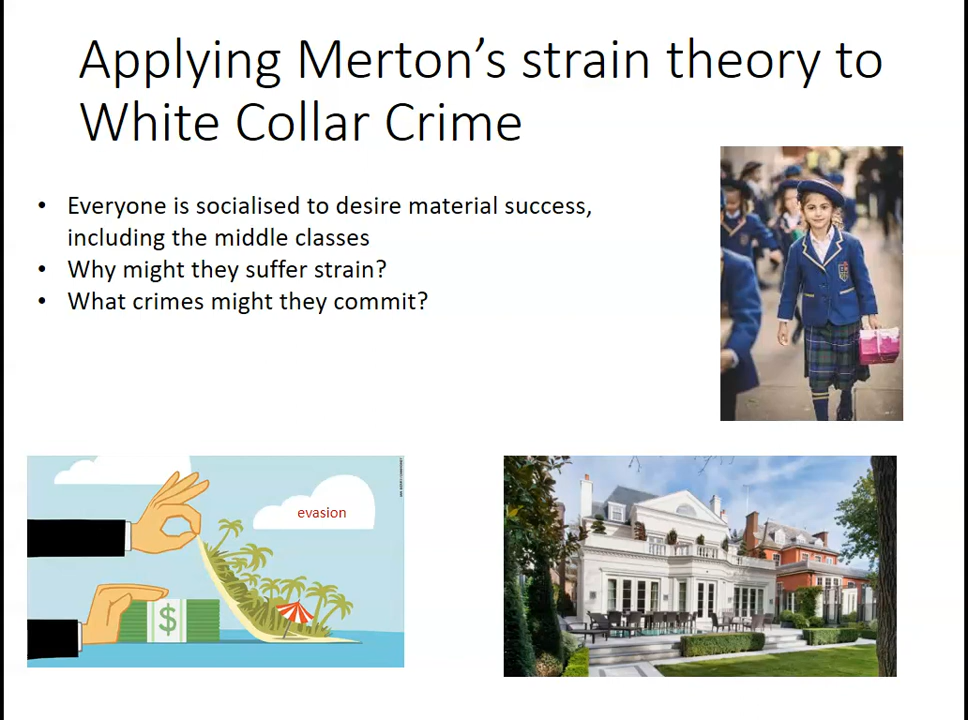 Applying Merton's strain theory to
White Collar Crime
• Everyone is socialised to desire material success,
including the middle classes
• Why might they suffer strain?
• What crimes might they commit?
evasion
$